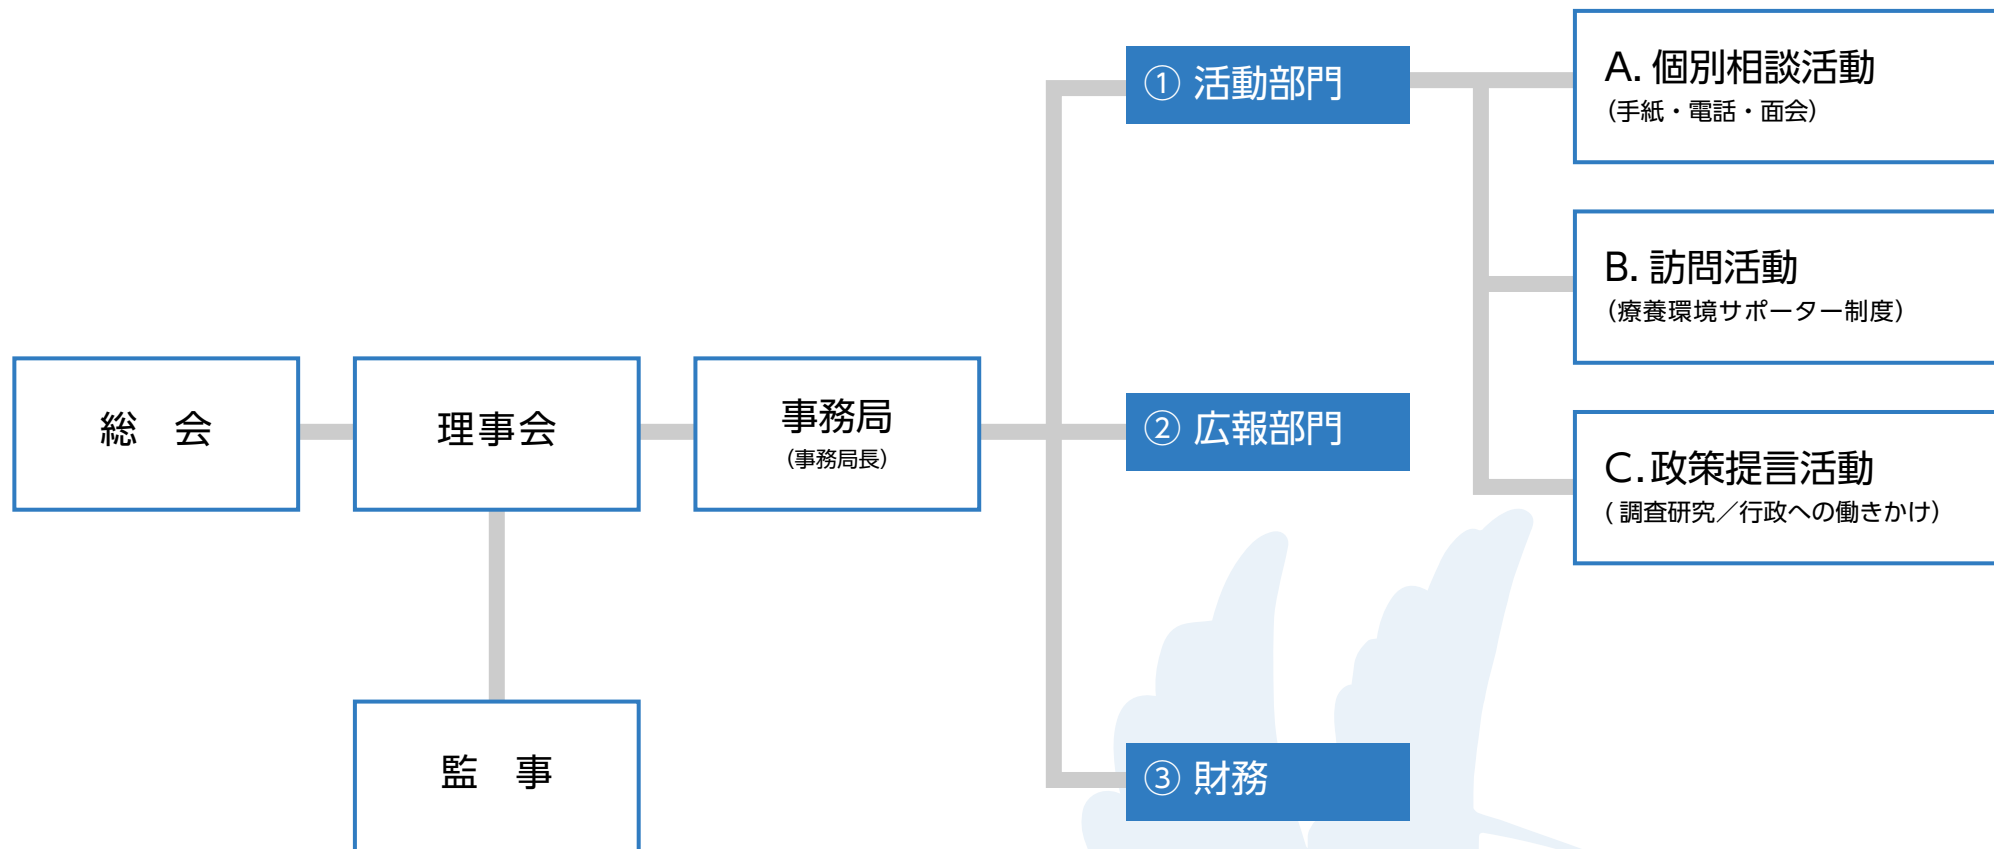 ① 活動部門
A. 個別相談活動
(手紙・電話・面会)
B. 訪問活動
(療養環境サポーター制度)
総　会
理事会
事務局
(事務局長)
② 広報部門
C. 政策提言活動
( 調査研究／行政への働きかけ)
監　事
③ 財務